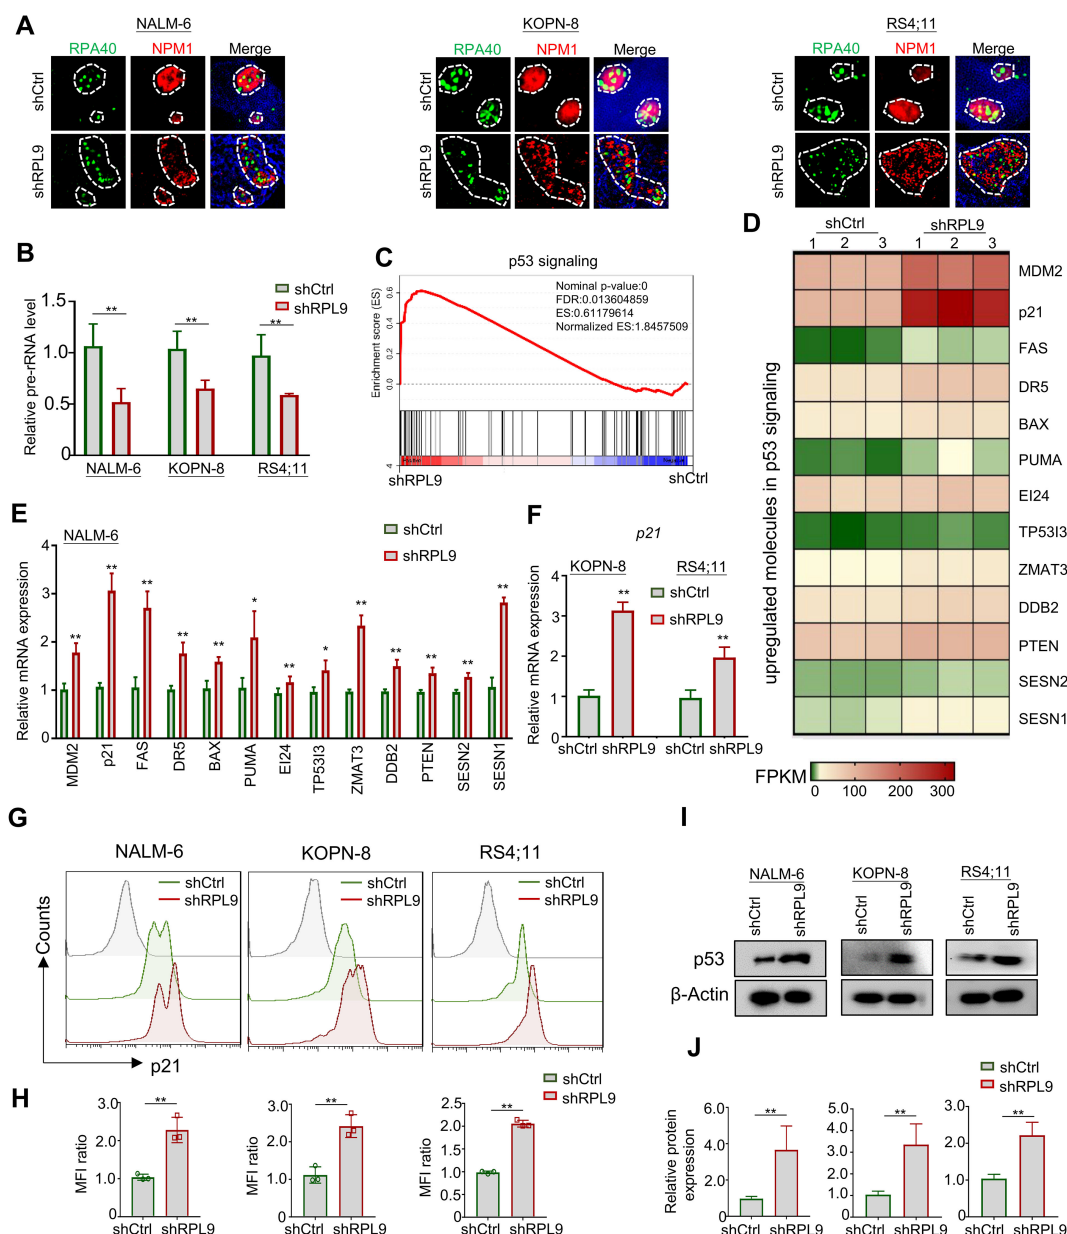 A
NALM-6
KOPN-8
RS4;11
RPA40 NPM1 Merge
RPA40 NPM1 Merge
RPA40 NPM1 Merge
shCtrl
shCtrl
shCtrl
shRPL9
shRPL9
shRPL9
B
Relative pre-rRNA level
shCtrl
shRPL9
1.5
1.0
0.5
0
**
**
**
NALM-6 KOPN-8 RS4;11
C
p53 signaling
Nominal p-value:0
FDR:0.013604859
ES:0.61179614
Normalized ES:1.8457509
Enrichment score (ES)
0.6
0.4
0.2
0.0
4
shRPL9
shCtrl
D
shCtrl shRPL9
1 2 3 1 2 3
upregulated molecules in p53 signaling
MDM2
p21
FAS
DR5
BAX
PUMA
EI24
TP53I3
ZMAT3
DDB2
PTEN
SESN2
SESN1
FPKM
0 100 200 300
E
NALM-6
shCtrl
shRPL9
Relative mRNA expression
4
3
2
1
0
** ** ** ** ** * ** * ** ** ** ** **
MDM2 p21 FAS DR5 BAX PUMA EI24 TP53I3 ZMAT3 DDB2 PTEN SESN2 SESN1
F
p21
KOPN-8 RS4;11
shCtrl
shRPL9
Relative mRNA expression
4
3
2
1
0
**
**
shCtrl shRPL9 shCtrl shRPL9
G
NALM-6
KOPN-8
RS4;11
shCtrl
shRPL9
shCtrl
shRPL9
shCtrl
shRPL9
Counts
p21
H
shCtrl
shRPL9
MFI ratio
3.0
2.0
1.0
0.0
**
shCtrl shRPL9
MFI ratio
3.0
2.0
1.0
0.0
**
shCtrl shRPL9
MFI ratio
2.5
2.0
1.5
1.0
0.5
0.0
**
shCtrl shRPL9
I
NALM-6 KOPN-8 RS4;11
shCtrl shRPL9 shCtrl shRPL9 shCtrl shRPL9
p53
β-Actin
J
shCtrl
shRPL9
Relative protein
expression
6.0
4.0
2.0
0.0
**
shCtrl shRPL9
5.0
4.0
3.0
2.0
1.0
0.0
**
shCtrl shRPL9
3.0
2.0
1.0
0.0
**
shCtrl shRPL9